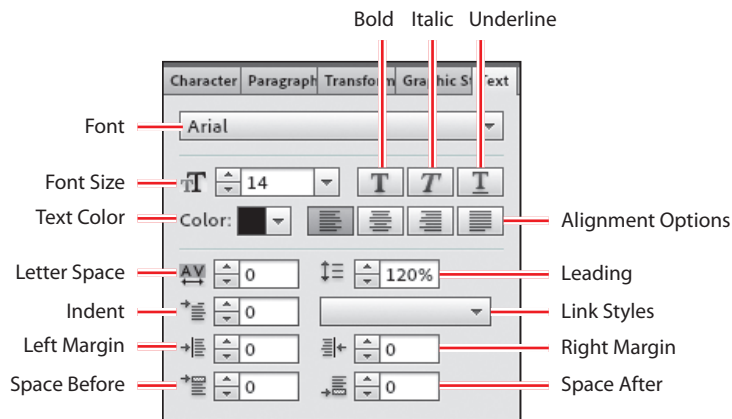 Bold Italic Underline
Character Paragraph Transform Graphic St Text
Font Arial
Font Size 14 T T T
Text Color Color: Alignment Options
Letter Space AV 0 120% Leading
Indent 0 Link Styles
Left Margin 0 0 Right Margin
Space Before 0 0 Space After